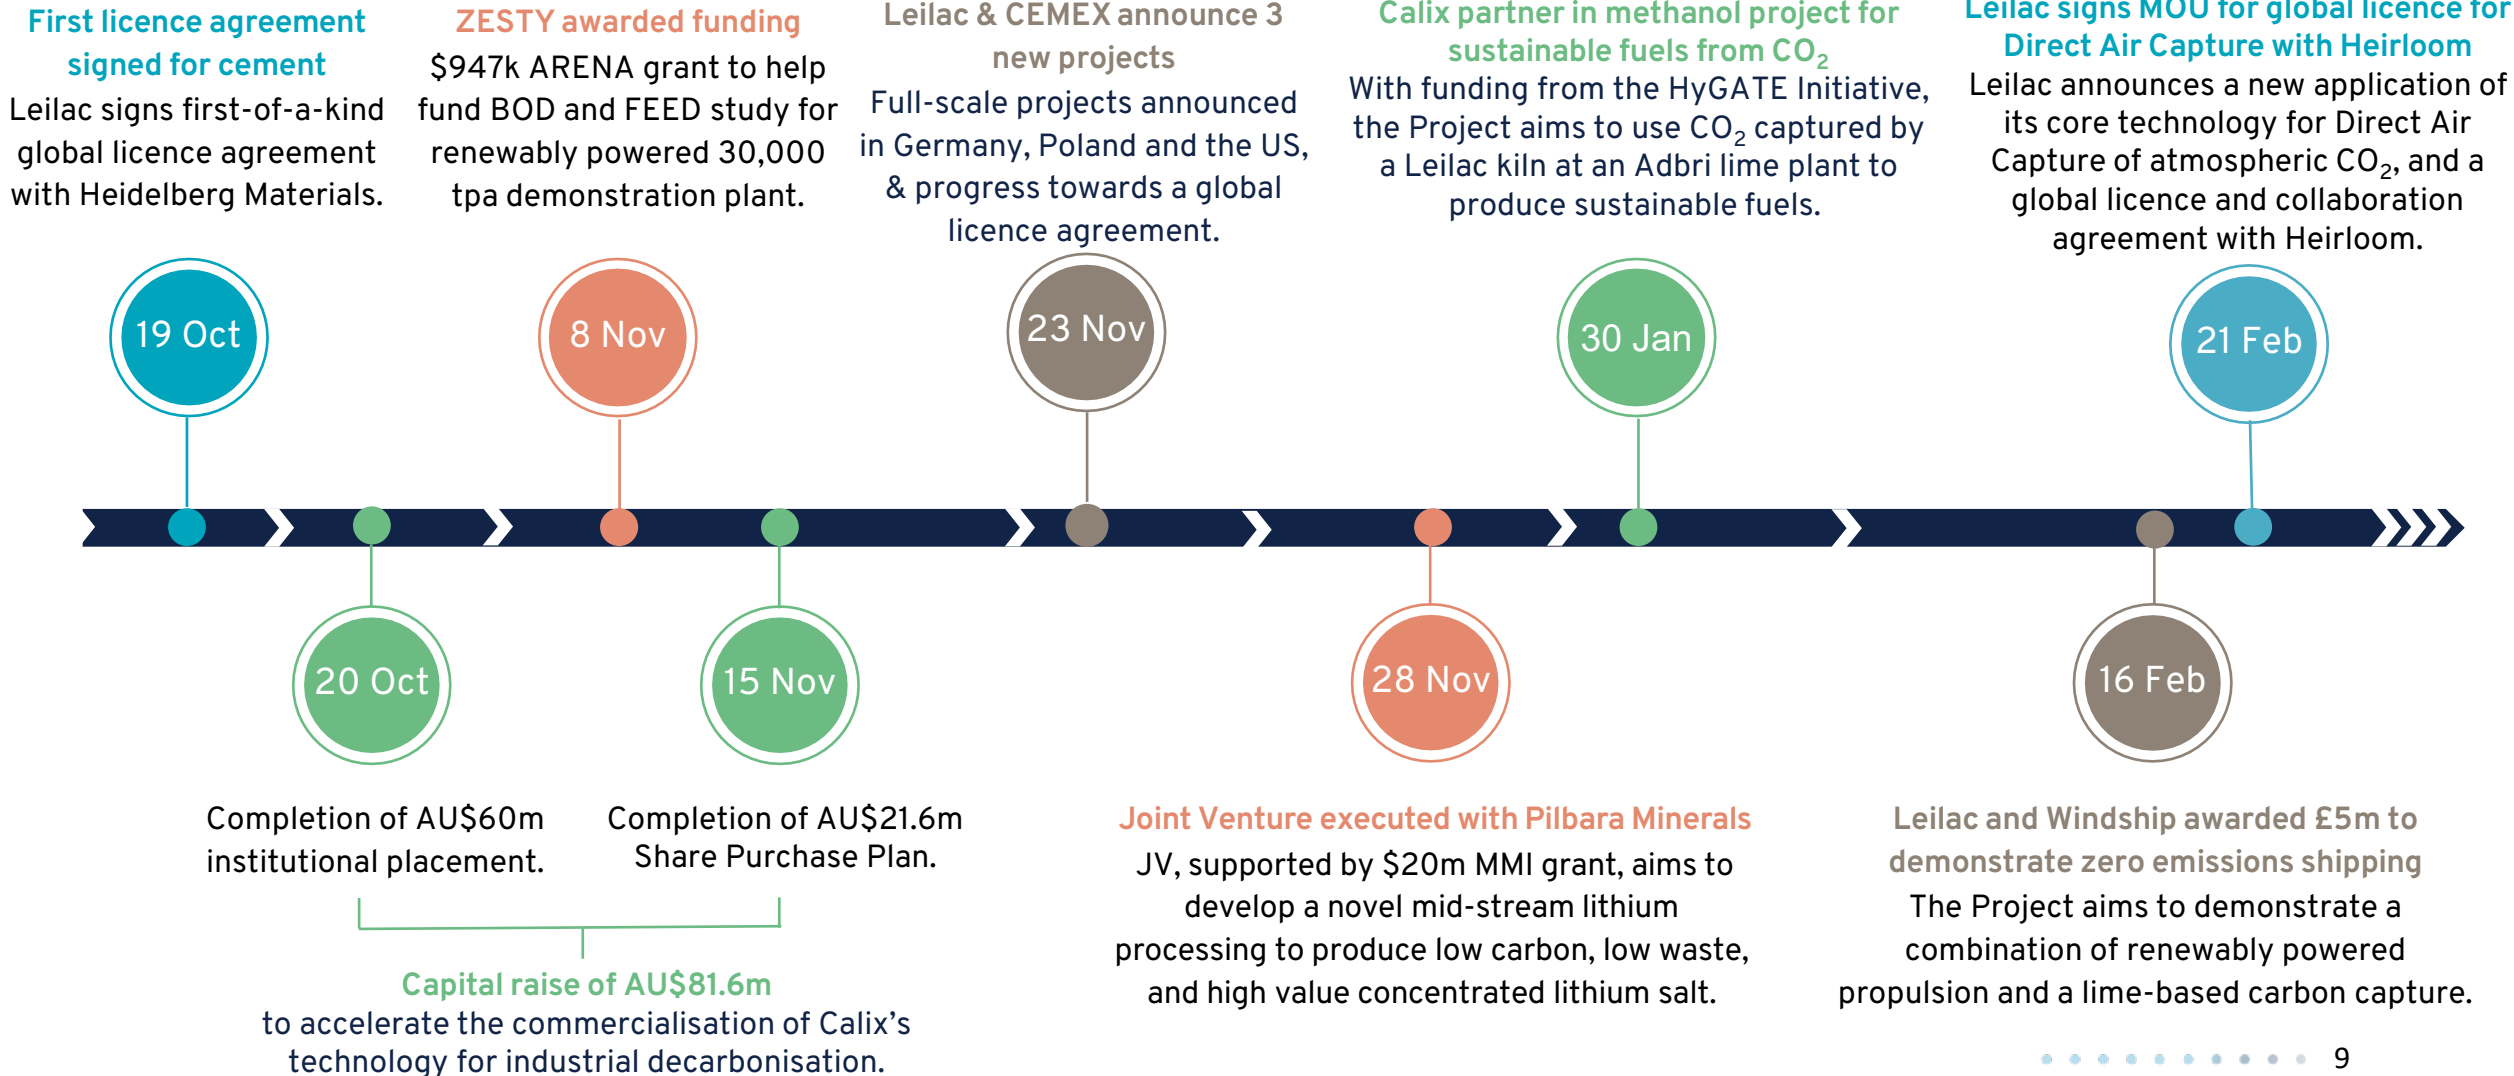 First licence agreement
signed for cement
Leilac signs first-of-a-kind
global licence agreement
with Heidelberg Materials.
ZESTY awarded funding
$947k ARENA grant to help
fund BOD and FEED study for
renewably powered 30,000
tpa demonstration plant.
Leilac & CEMEX announce 3
new projects
Full-scale projects announced
in Germany, Poland and the US,
& progress towards a global
licence agreement.
Calix partner in methanol project for
sustainable fuels from CO₂
With funding from the HyGATE Initiative,
the Project aims to use CO₂ captured by
a Leilac kiln at an Adbri lime plant to
produce sustainable fuels.
Leilac signs MOU for global licence for
Direct Air Capture with Heirloom
Leilac announces a new application of
its core technology for Direct Air
Capture of atmospheric CO₂, and a
global licence and collaboration
agreement with Heirloom.
19 Oct
8 Nov
23 Nov
30 Jan
21 Feb
20 Oct
15 Nov
28 Nov
16 Feb
Completion of AU$60m
institutional placement.
Completion of AU$21.6m
Share Purchase Plan.
Capital raise of AU$81.6m
to accelerate the commercialisation of Calix’s
technology for industrial decarbonisation.
Joint Venture executed with Pilbara Minerals
JV, supported by $20m MMI grant, aims to
develop a novel mid-stream lithium
processing to produce low carbon, low waste,
and high value concentrated lithium salt.
Leilac and Windship awarded £5m to
demonstrate zero emissions shipping
The Project aims to demonstrate a
combination of renewably powered
propulsion and a lime-based carbon capture.
9